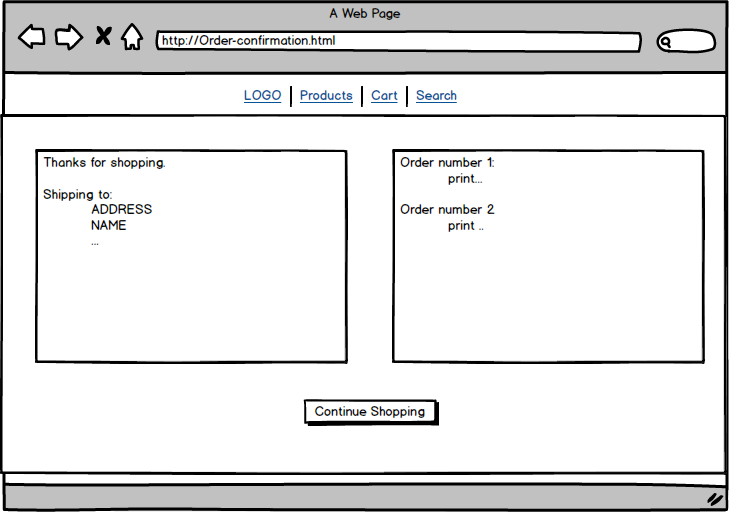 A Web Page
http://Order-confirmation.html
LOGO Products Cart Search
Thanks for shopping.
Shipping to:
ADDRESS
NAME
...
Order number 1:
print...
Order number 2
print ..
Continue Shopping